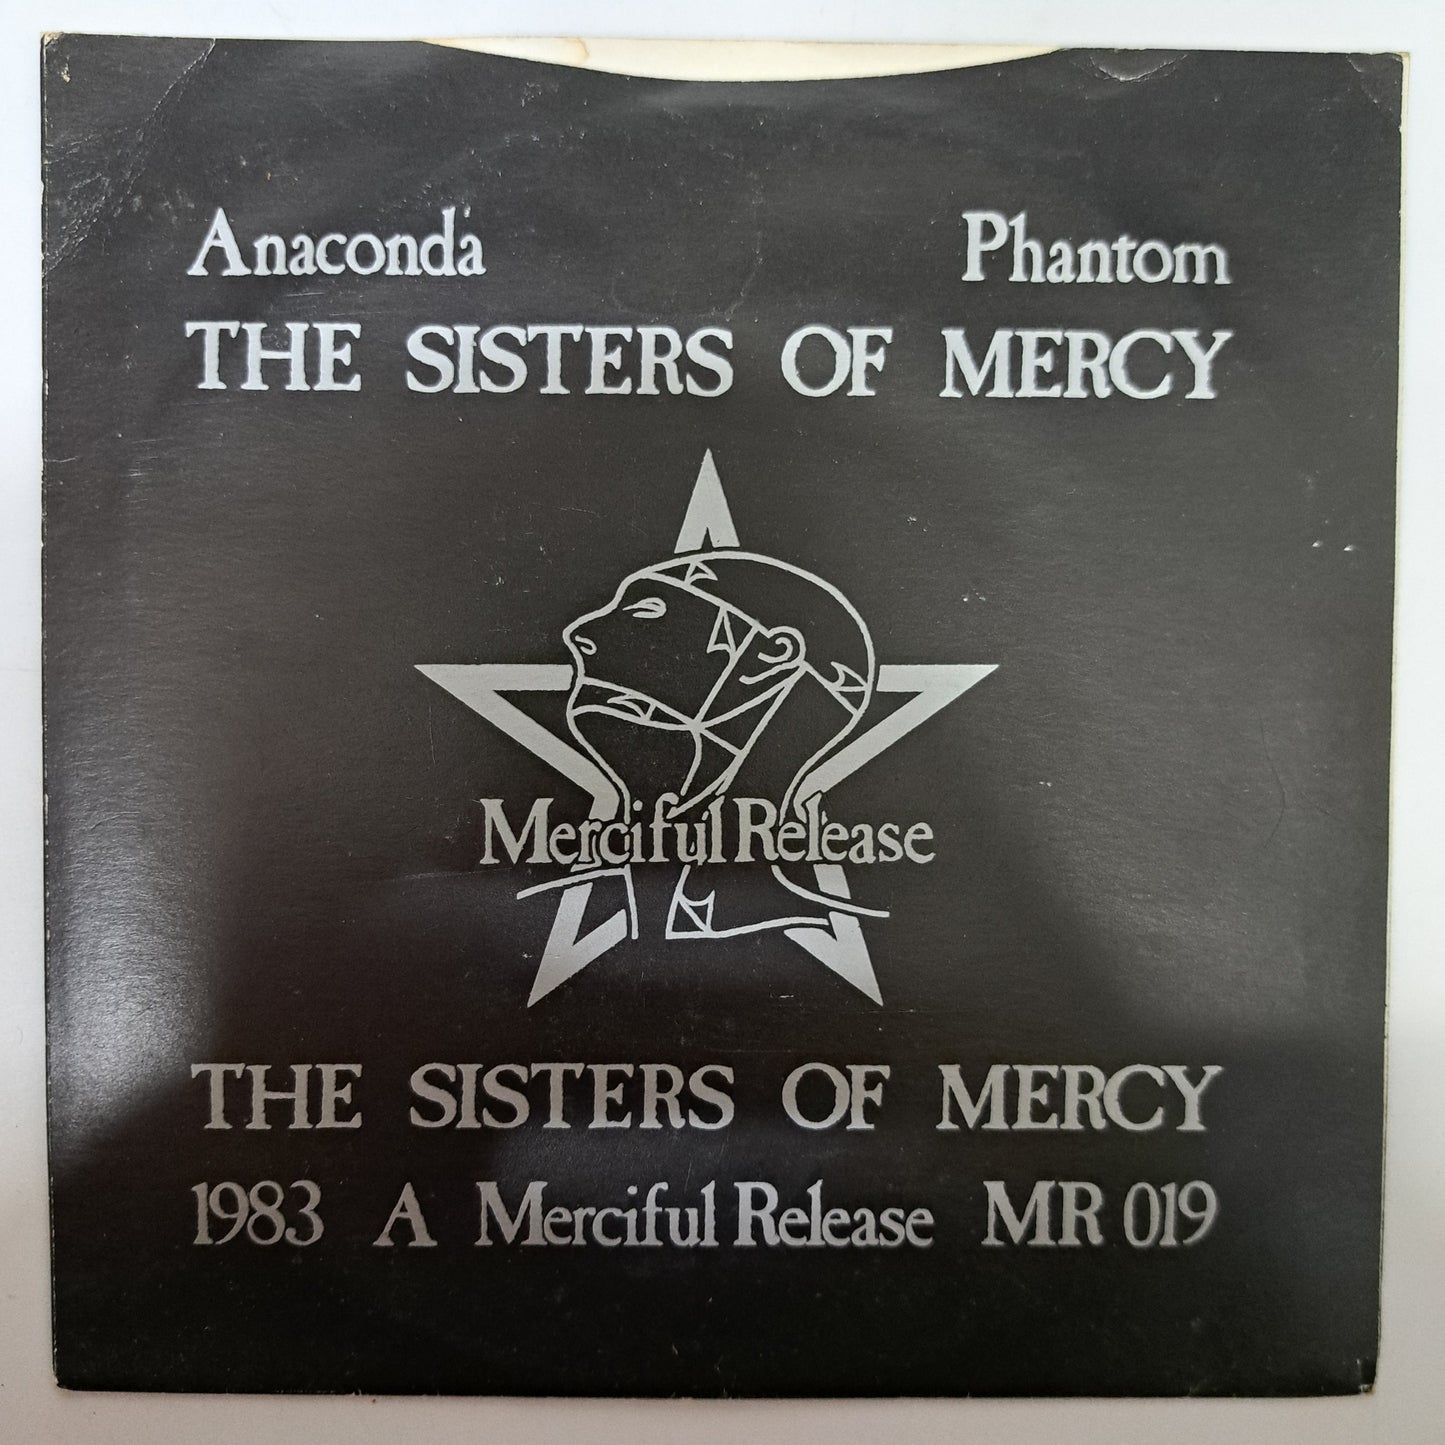 Anaconda Phantom
THE SISTERS OF MERCY
Merciful Release
THE SISTERS OF MERCY
1983 A Merciful Release MR 019